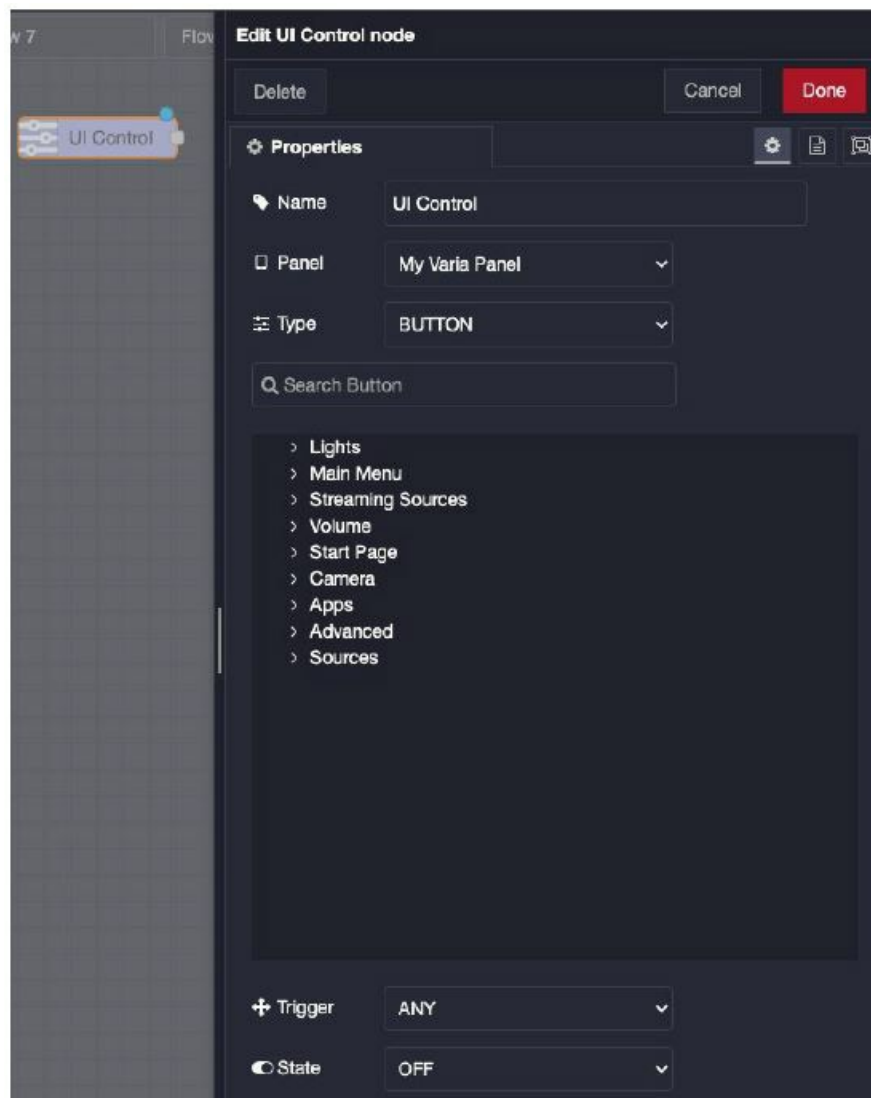 w 7
Flow
Edit UI Control node
Delete
Cancel
Done
UI Control
Properties
Name
UI Control
Panel
My Varia Panel
Type
BUTTON
Search Button
Lights
Main Menu
Streaming Sources
Volume
Start Page
Camera
Apps
Advanced
Sources
Trigger
ANY
State
OFF